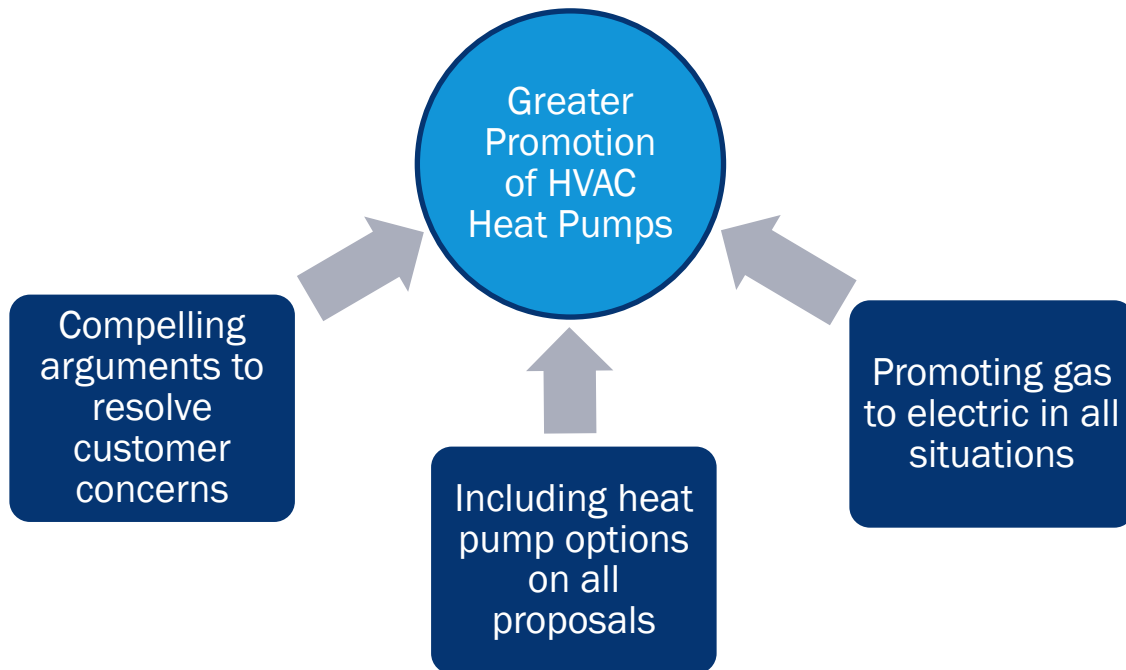 Greater
Promotion
of HVAC
Heat Pumps
Compelling
arguments to
resolve
customer
concerns
Including heat
pump options
on all
proposals
Promoting gas
to electric in all
situations